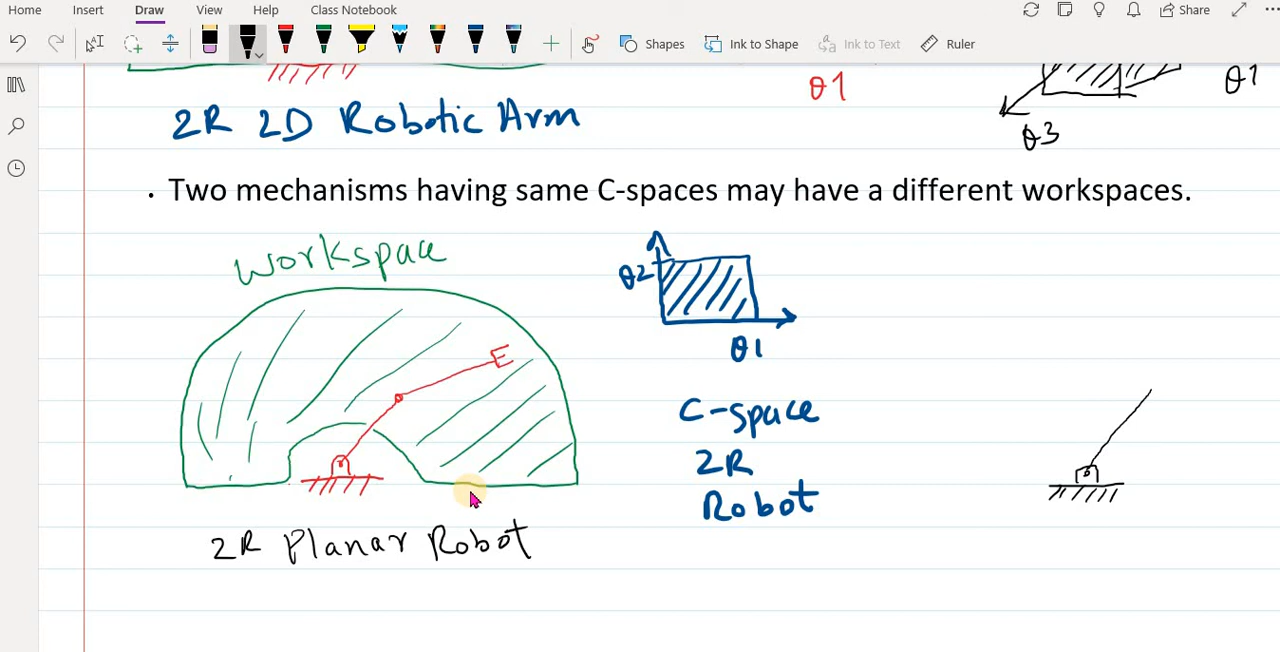 Home Insert Draw View Help Class Notebook Share
Shapes Ink to Shape Ink to Text Ruler
θ1 θ1
θ3
2R 2D Robotic Arm
. Two mechanisms having same C-spaces may have a different workspaces.
Workspace
θ2
θ1
E
C-space
2R
Robot
2R Planar Robot